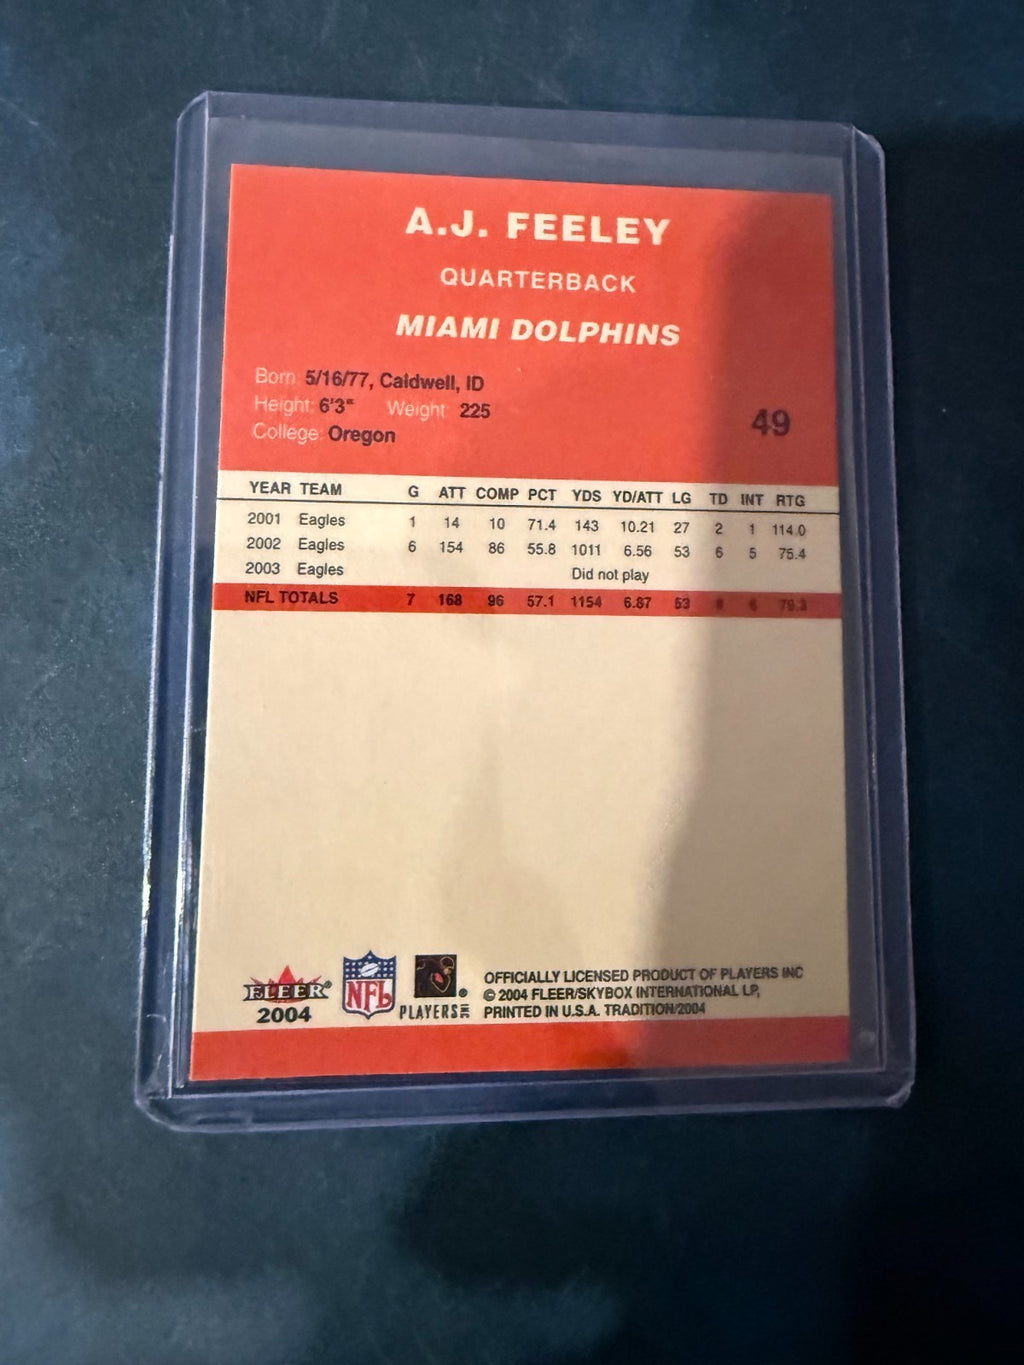 A.J. FEELEY
QUARTERBACK
MIAMI DOLPHINS
Born: 5/16/77, Caldwell, ID
Height: 6'3" Weight: 225
College: Oregon
49
YEAR TEAM G ATT COMP PCT YDS YD/ATT LG TD INT RTG
2001 Eagles 1 14 10 71.4 143 10.21 27 2 1 114.0
2002 Eagles 6 154 86 55.8 1011 6.56 53 6 5 75.4
2003 Eagles Did not play
NFL TOTALS 7 168 96 57.1 1154 6.87 53 8 6 79.3
FLEER®
2004
NFL
PLAYERS INC
OFFICIALLY LICENSED PRODUCT OF PLAYERS INC
© 2004 FLEER/SKYBOX INTERNATIONAL LP,
PRINTED IN U.S.A. TRADITION/2004